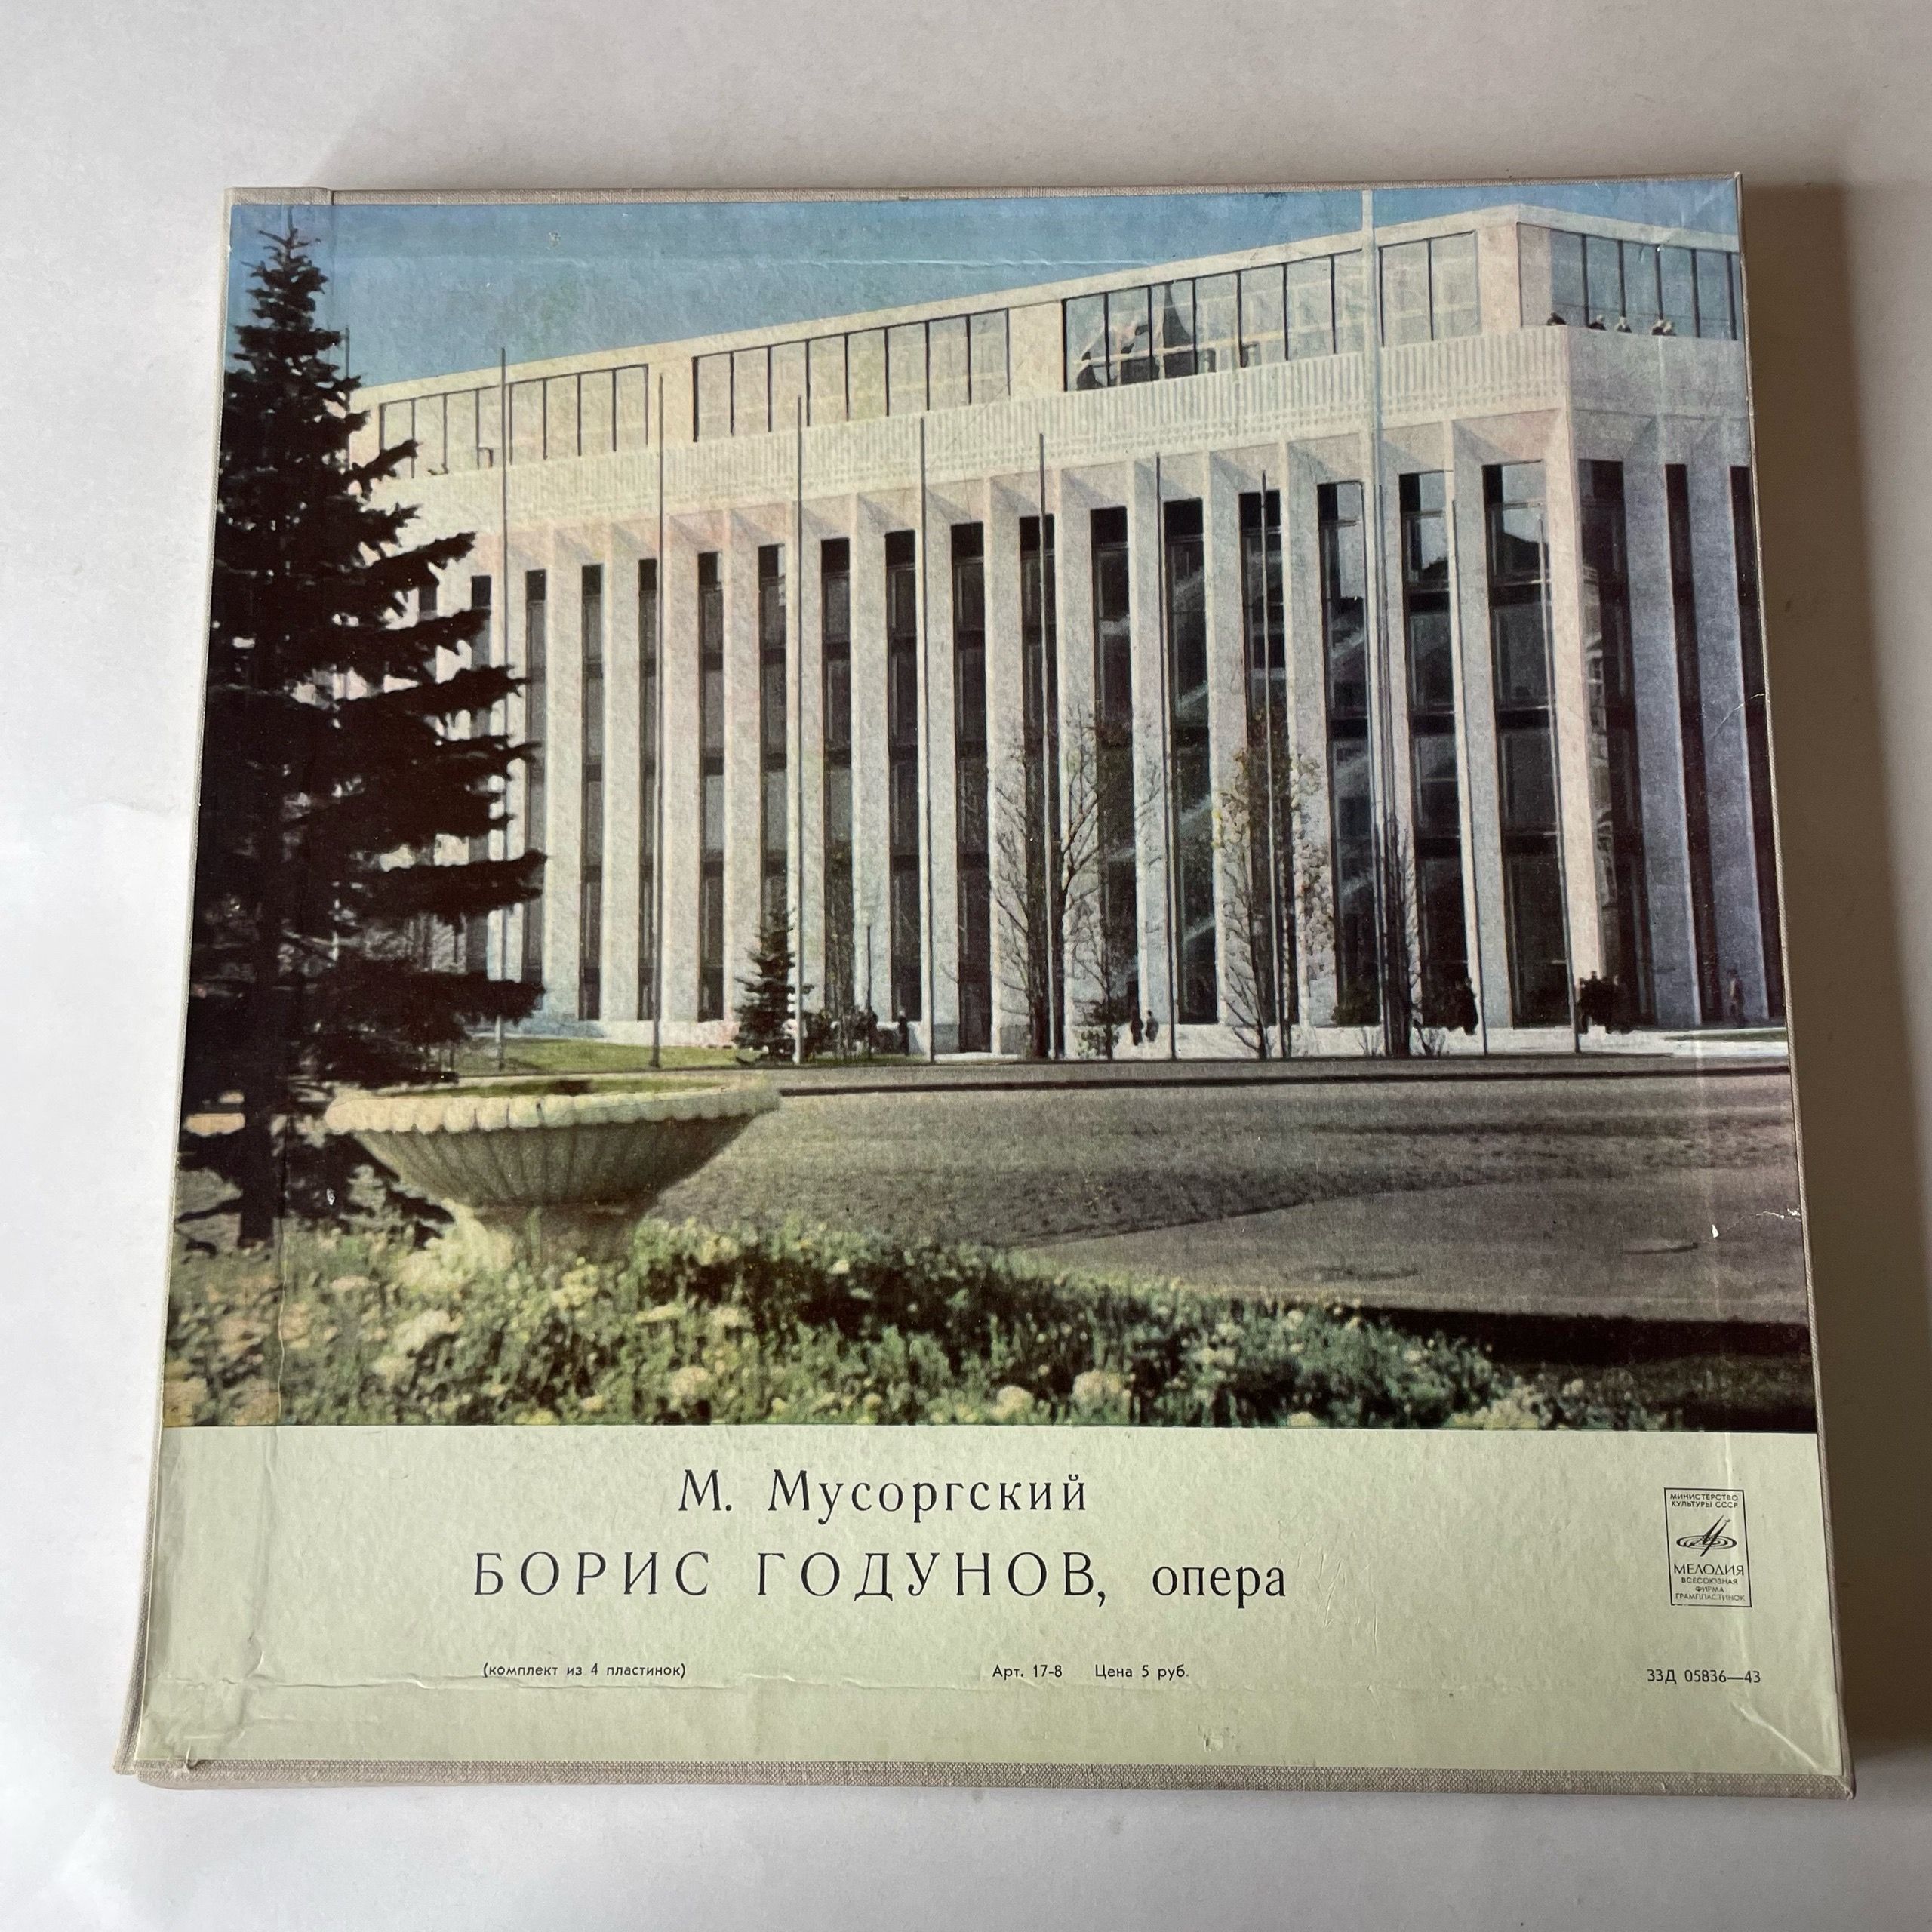 М. Мусоргский
БОРИС ГОДУНОВ, опера
МИНИСТЕРСТВО
КУЛЬТУРЫ СССР
МЕЛОДИЯ
ВСЕСОЮЗНАЯ
ФИРМА
ГРАМПЛАСТИНОК
(комплект из 4 пластинок) Арт. 17-8 Цена 5 руб. 33Д 05836—43